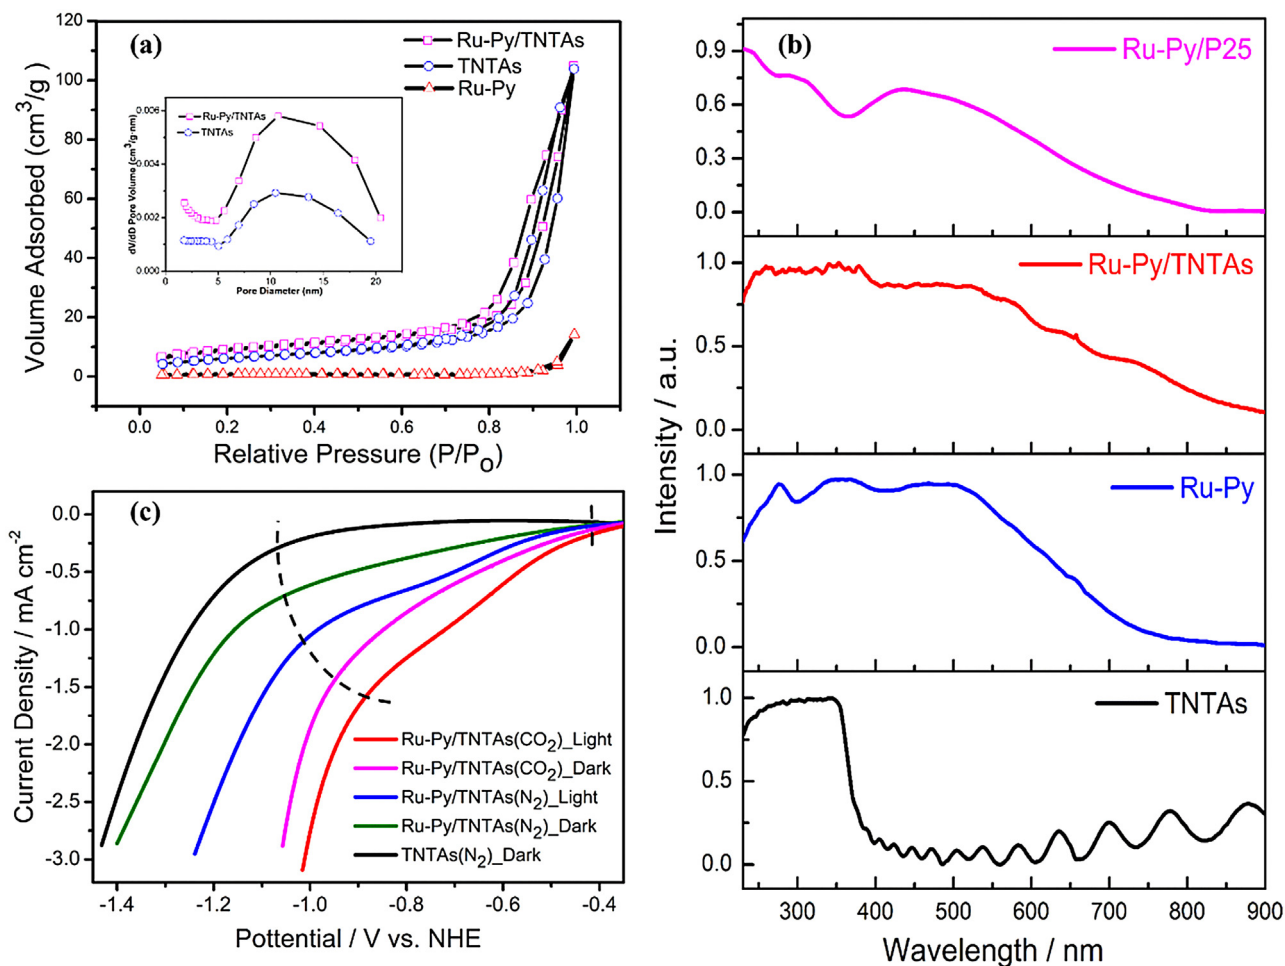 (a)
Ru-Py/TNTAs
TNTAs
Ru-Py
120
100
80
60
40
20
0
Volume Adsorbed (cm3/g)
0.0 0.2 0.4 0.6 0.8 1.0
Relative Pressure (P/Po)
Ru-Py/TNTAs
TNTAs
0.006
0.004
0.002
0.000
dV/dD Pore Volume (cm3/g·nm)
0 5 10 15 20
Pore Diameter (nm)
(b)
Ru-Py/P25
0.9
0.6
0.3
0.0
Ru-Py/TNTAs
1.0
0.5
0.0
Ru-Py
1.0
0.5
0.0
TNTAs
1.0
0.5
0.0
Intensity / a.u.
300 400 500 600 700 800 900
Wavelength / nm
(c)
0.0
-0.5
-1.0
-1.5
-2.0
-2.5
-3.0
Current Density / mA cm-2
Ru-Py/TNTAs(CO2)_Light
Ru-Py/TNTAs(CO2)_Dark
Ru-Py/TNTAs(N2)_Light
Ru-Py/TNTAs(N2)_Dark
TNTAs(N2)_Dark
-1.4 -1.2 -1.0 -0.8 -0.6 -0.4
Pottential / V vs. NHE